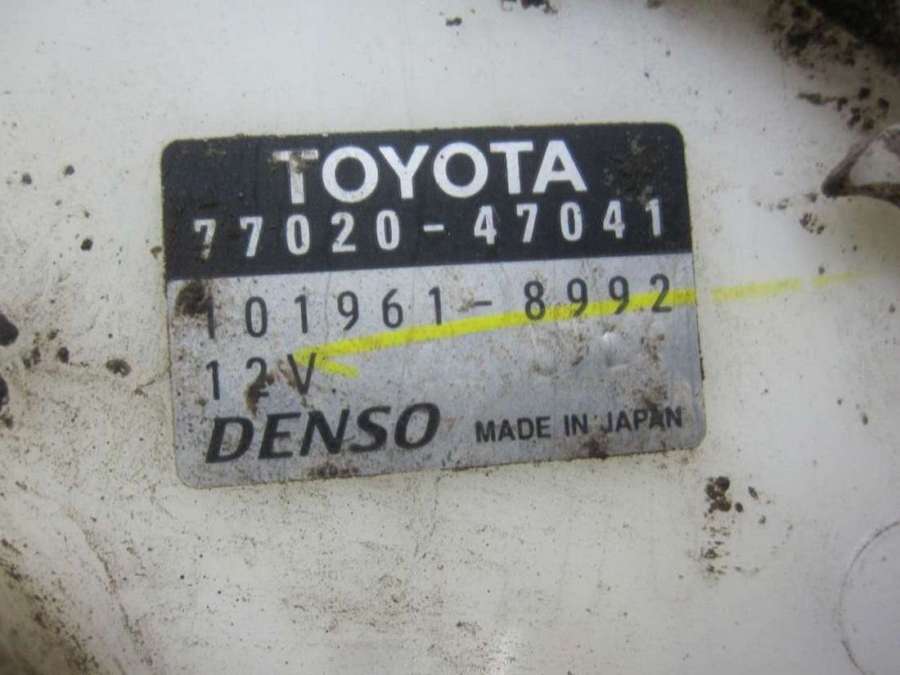 TOYOTA
77020-47041
101961-8992
12V
DENSO MADE IN JAPAN